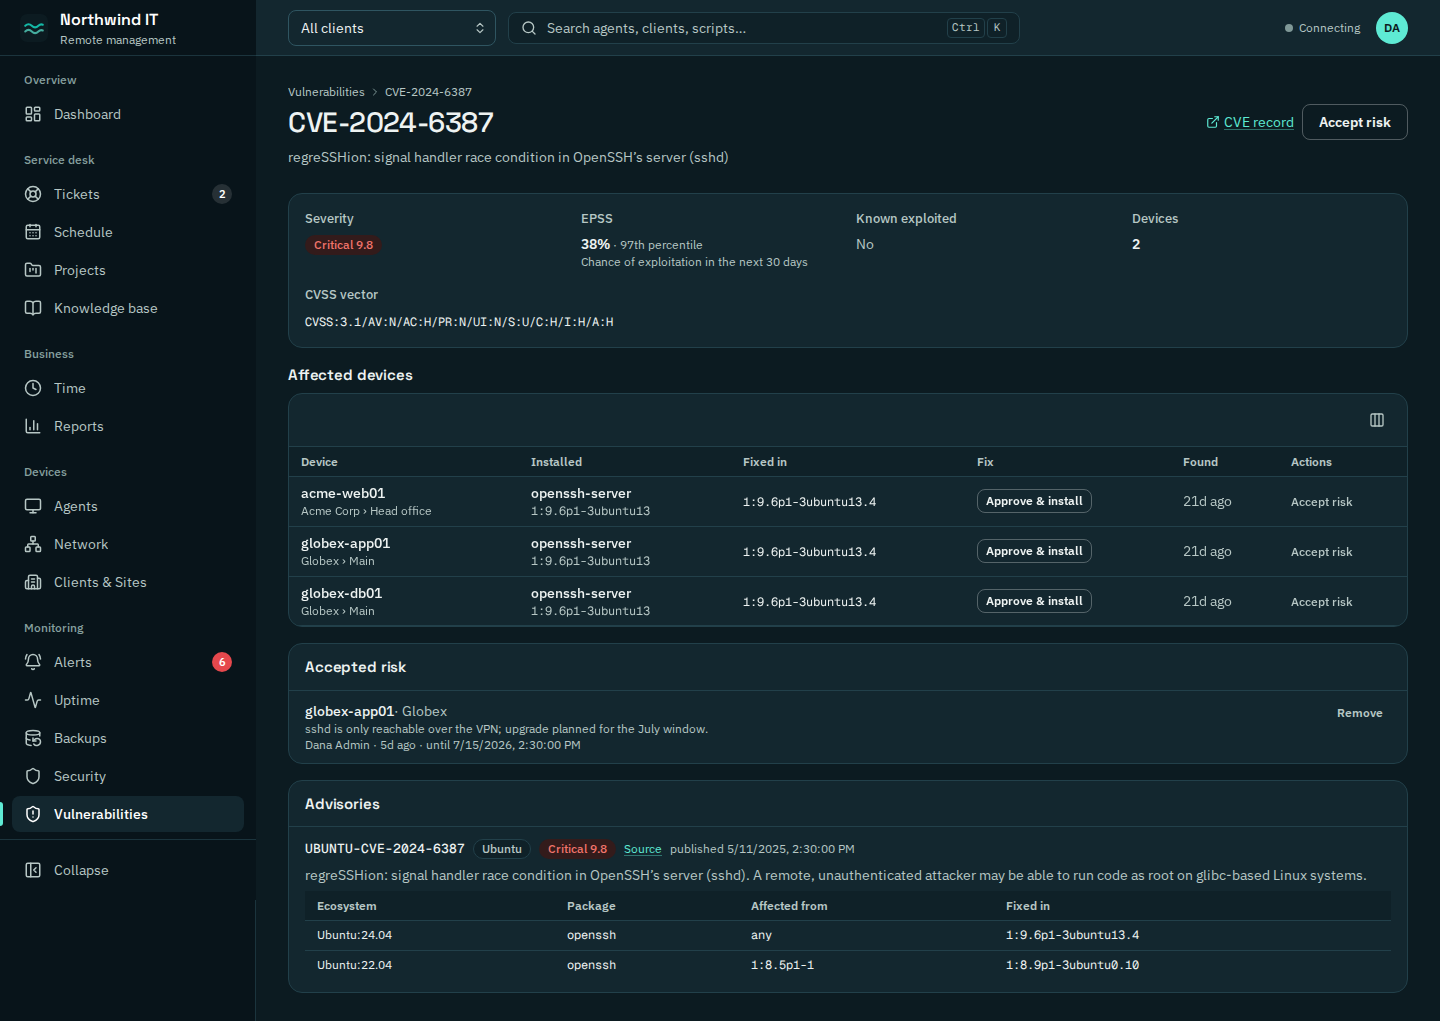 Northwind IT
Remote management
All clients
Search agents, clients, scripts...
Ctrl K
Connecting
DA
Overview
Dashboard
Service desk
Tickets 2
Schedule
Projects
Knowledge base
Business
Time
Reports
Devices
Agents
Network
Clients & Sites
Monitoring
Alerts 6
Uptime
Backups
Security
Vulnerabilities
Collapse
Vulnerabilities > CVE-2024-6387
CVE-2024-6387
CVE record
Accept risk
regreSSHion: signal handler race condition in OpenSSH's server (sshd)
Severity EPSS Known exploited Devices
Critical 9.8 38% · 97th percentile No 2
Chance of exploitation in the next 30 days
CVSS vector
CVSS:3.1/AV:N/AC:H/PR:N/UI:N/S:U/C:H/I:H/A:H
Affected devices
Device Installed Fixed in Fix Found Actions
acme-web01 openssh-server 1:9.6p1-3ubuntu13.4 Approve & install 21d ago Accept risk
Acme Corp › Head office 1:9.6p1-3ubuntu13
globex-app01 openssh-server 1:9.6p1-3ubuntu13.4 Approve & install 21d ago Accept risk
Globex › Main 1:9.6p1-3ubuntu13
globex-db01 openssh-server 1:9.6p1-3ubuntu13.4 Approve & install 21d ago Accept risk
Globex › Main 1:9.6p1-3ubuntu13
Accepted risk
globex-app01 · Globex
Remove
sshd is only reachable over the VPN; upgrade planned for the July window.
Dana Admin · 5d ago · until 7/15/2026, 2:30:00 PM
Advisories
UBUNTU-CVE-2024-6387 Ubuntu Critical 9.8 Source published 5/11/2025, 2:30:00 PM
regreSSHion: signal handler race condition in OpenSSH's server (sshd). A remote, unauthenticated attacker may be able to run code as root on glibc-based Linux systems.
Ecosystem Package Affected from Fixed in
Ubuntu:24.04 openssh any 1:9.6p1-3ubuntu13.4
Ubuntu:22.04 openssh 1:8.5p1-1 1:8.9p1-3ubuntu0.10